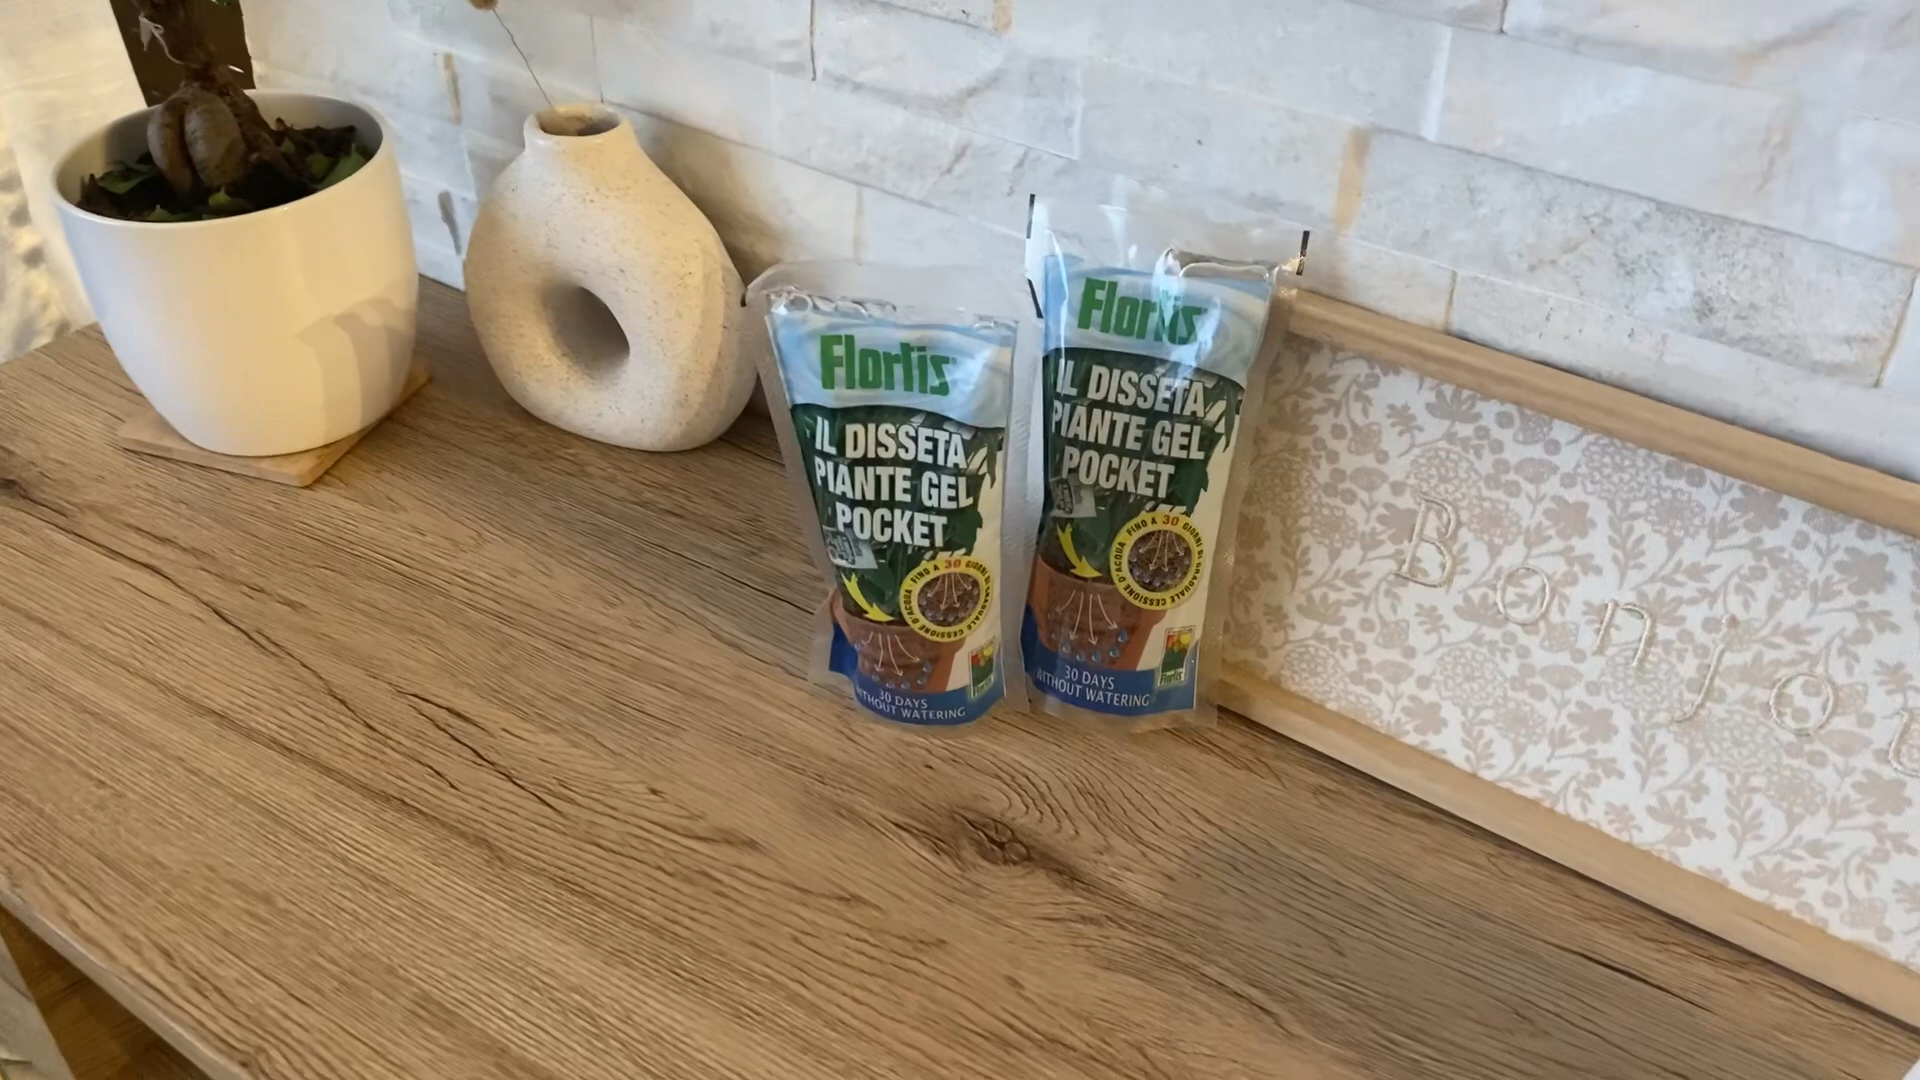 Flortis
IL DISSETA
PIANTE GEL
POCKET
FINO A 30 GIORNI DI GRADUALE CESSIONE D'ACQUA
30 DAYS
WITHOUT WATERING
Flortis
IL DISSETA
PIANTE GEL
POCKET
FINO A 30 GIORNI DI GRADUALE CESSIONE D'ACQUA
Flortis
30 DAYS
WITHOUT WATERING
Bonjou